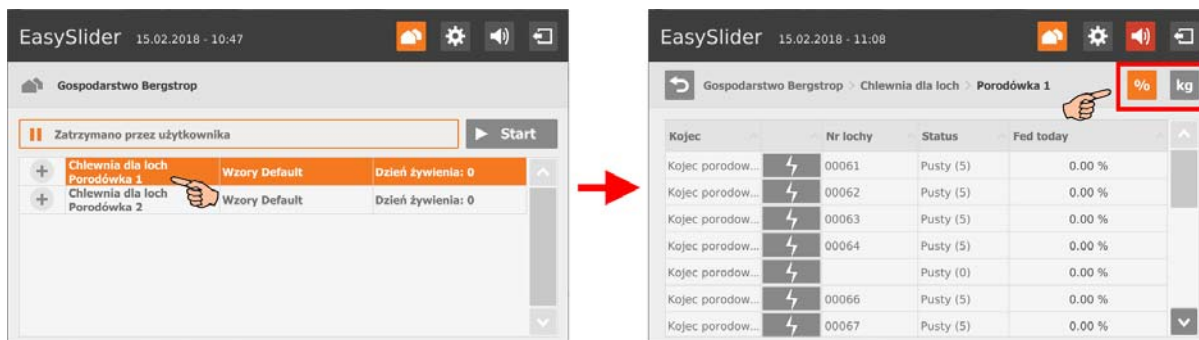 EasySlider 15.02.2018 - 10:47
Gospodarstwo Bergstrop
Zatrzymano przez użytkownika
Start
Chlewnia dla loch
Porodówka 1
Wzory Default
Dzień żywienia: 0
Chlewnia dla loch
Porodówka 2
Wzory Default
Dzień żywienia: 0
EasySlider 15.02.2018 - 11:08
Gospodarstwo Bergstrop > Chlewnia dla loch > Porodówka 1
% kg
Kojec Nr lochy Status Fed today
Kojec porodow... 00061 Pusty (5) 0.00 %
Kojec porodow... 00062 Pusty (5) 0.00 %
Kojec porodow... 00063 Pusty (5) 0.00 %
Kojec porodow... 00064 Pusty (5) 0.00 %
Kojec porodow... Pusty (0) 0.00 %
Kojec porodow... 00066 Pusty (5) 0.00 %
Kojec porodow... 00067 Pusty (5) 0.00 %